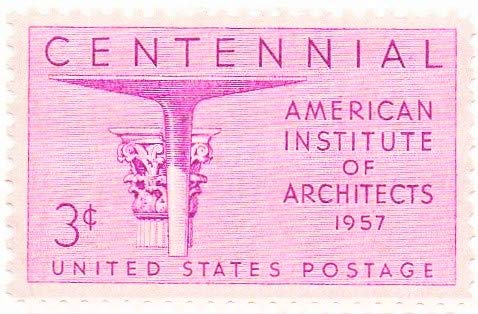 CENTENNIAL
AMERICAN
INSTITUTE
OF
ARCHITECTS
1957
3¢
UNITED STATES POSTAGE